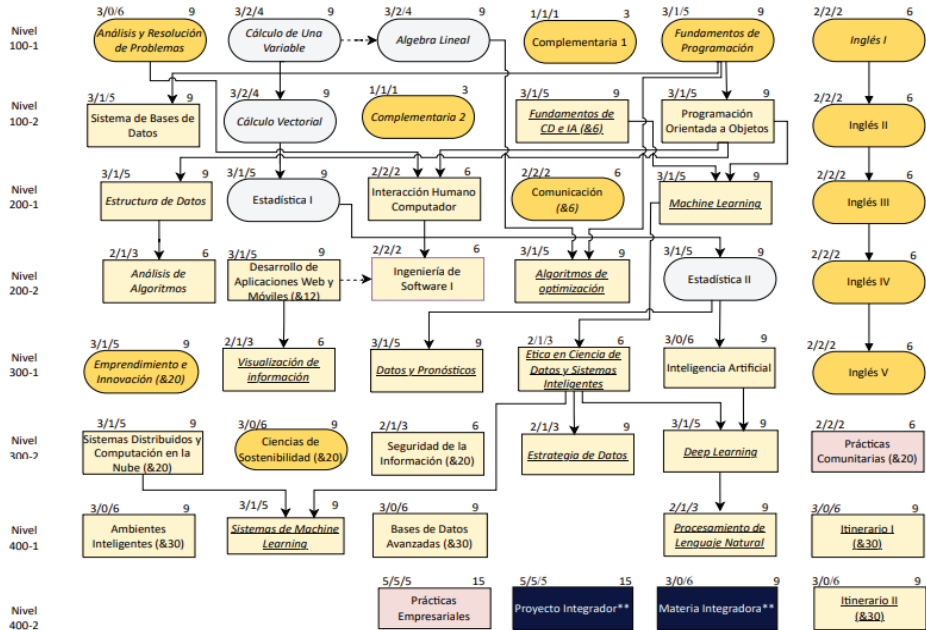 Nivel
100-1
3/0/6 6
Análisis y Resolución
de Problemas
3/2/4 9
Cálculo de Una
Variable
3/2/4 9
Algebra Lineal
1/1/1 3
Complementaria 1
3/1/5 9
Fundamentos de
Programación
2/2/2 6
Inglés I
Nivel
100-2
3/1/5 9
Sistema de Bases de
Datos
3/2/4 9
Cálculo Vectorial
1/1/1 3
Complementaria 2
3/1/5 9
Fundamentos de
CD e IA (&6)
3/1/5 9
Programación
Orientada a Objetos
2/2/2 6
Inglés II
Nivel
200-1
3/1/5 9
Estructura de Datos
3/1/5 9
Estadística I
2/2/2 6
Interacción Humano
Computador
2/2/2 6
Comunicación
(&6)
3/1/5 9
Machine Learning
2/2/2 6
Inglés III
Nivel
200-2
2/1/3 6
Análisis de
Algoritmos
3/1/5 9
Desarrollo de
Aplicaciones Web y
Móviles (&12)
2/2/2 6
Ingeniería de
Software I
3/1/5 9
Algoritmos de
optimización
3/1/5 9
Estadística II
2/2/2 6
Inglés IV
Nivel
300-1
3/1/5 9
Emprendimiento e
Innovación (&20)
2/1/3 6
Visualización de
información
3/1/5 9
Datos y Pronósticos
2/1/3 6
Etica en Ciencia de
Datos y Sistemas
Inteligentes
3/0/6 9
Inteligencia Artificial
2/2/2 6
Inglés V
Nivel
300-2
3/1/5 9
Sistemas Distribuidos y
Computación en la
Nube (&20)
3/0/6 9
Ciencias de
Sostenibilidad (&20)
2/1/3 6
Seguridad de la
Información (&20)
2/1/3 9
Estrategia de Datos
3/1/5 9
Deep Learning
2/2/2 6
Prácticas
Comunitarias (&20)
Nivel
400-1
3/0/6 9
Ambientes
Inteligentes (&30)
3/1/5 9
Sistemas de Machine
Learning
3/0/6 9
Bases de Datos
Avanzadas (&30)
2/1/3 9
Procesamiento de
Lenguaje Natural
3/0/6 9
Itinerario I
(&30)
Nivel
400-2
5/5/5 15
Prácticas
Empresariales
5/5/5 15
Proyecto Integrador**
3/0/6 9
Materia Integradora**
3/0/6 9
Itinerario II
(&30)